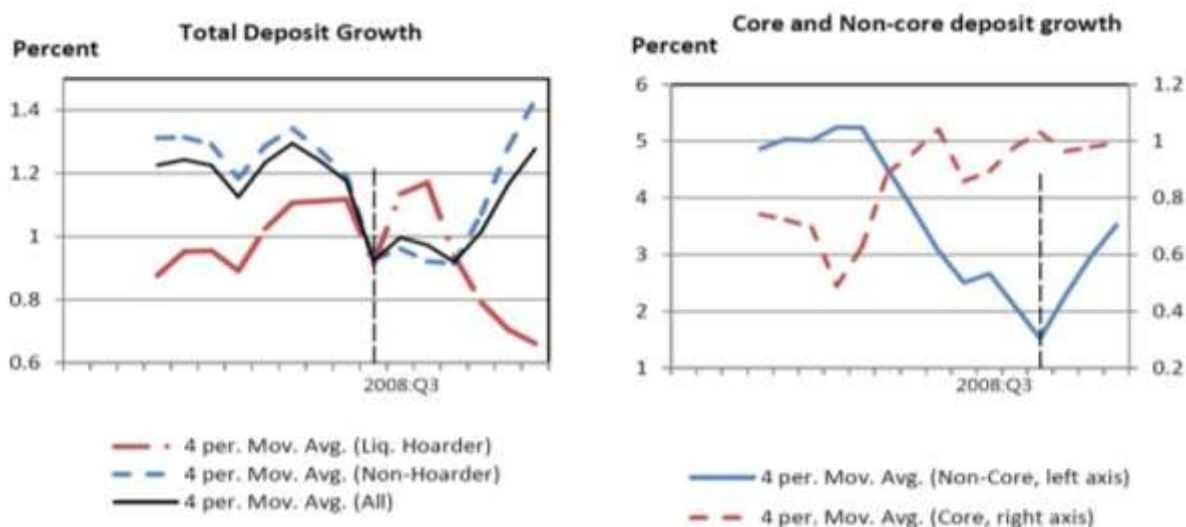 Total Deposit Growth
Percent
1.4
1.2
1
0.8
0.6
2008:Q3
4 per. Mov. Avg. (Liq. Hoarder)
4 per. Mov. Avg. (Non-Hoarder)
4 per. Mov. Avg. (All)
Core and Non-core deposit growth
Percent
6
5
4
3
2
1
1.2
1
0.8
0.6
0.4
0.2
2008:Q3
4 per. Mov. Avg. (Non-Core, left axis)
4 per. Mov. Avg. (Core, right axis)